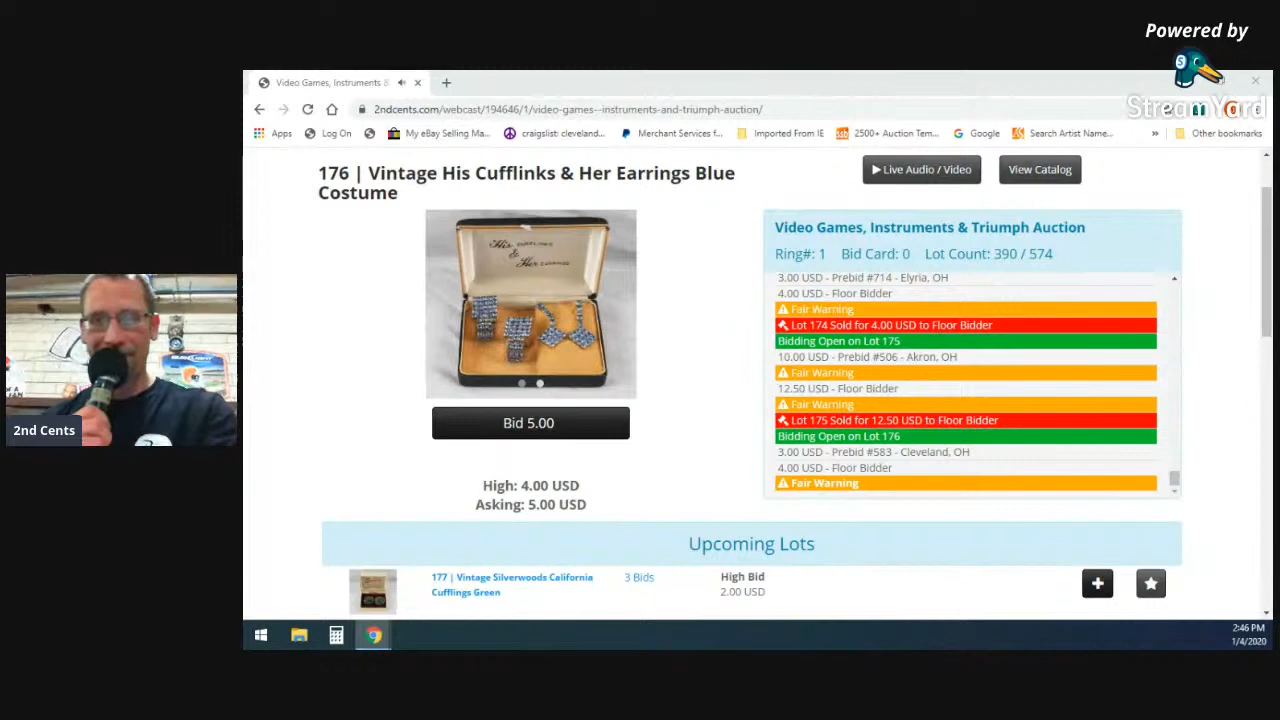 Powered by
StreamYard
Video Games, Instruments &
2ndcents.com/webcast/194646/1/video-games--instruments-and-triumph-auction/
Apps
Log On
My eBay Selling Ma...
craigslist: cleveland...
Merchant Services f...
Imported From IE
2500+ Auction Tem...
Google
Search Artist Name...
Other bookmarks
176 | Vintage His Cufflinks & Her Earrings Blue
Costume
Live Audio / Video
View Catalog
His
& Her
Bid 5.00
High: 4.00 USD
Asking: 5.00 USD
Video Games, Instruments & Triumph Auction
Ring#: 1 Bid Card: 0 Lot Count: 390 / 574
3.00 USD - Prebid #714 - Elyria, OH
4.00 USD - Floor Bidder
Fair Warning
Lot 174 Sold for 4.00 USD to Floor Bidder
Bidding Open on Lot 175
10.00 USD - Prebid #506 - Akron, OH
Fair Warning
12.50 USD - Floor Bidder
Fair Warning
Lot 175 Sold for 12.50 USD to Floor Bidder
Bidding Open on Lot 176
3.00 USD - Prebid #583 - Cleveland, OH
4.00 USD - Floor Bidder
Fair Warning
2nd Cents
Upcoming Lots
177 | Vintage Silverwoods California
Cufflings Green
3 Bids
High Bid
2.00 USD
2:46 PM
1/4/2020